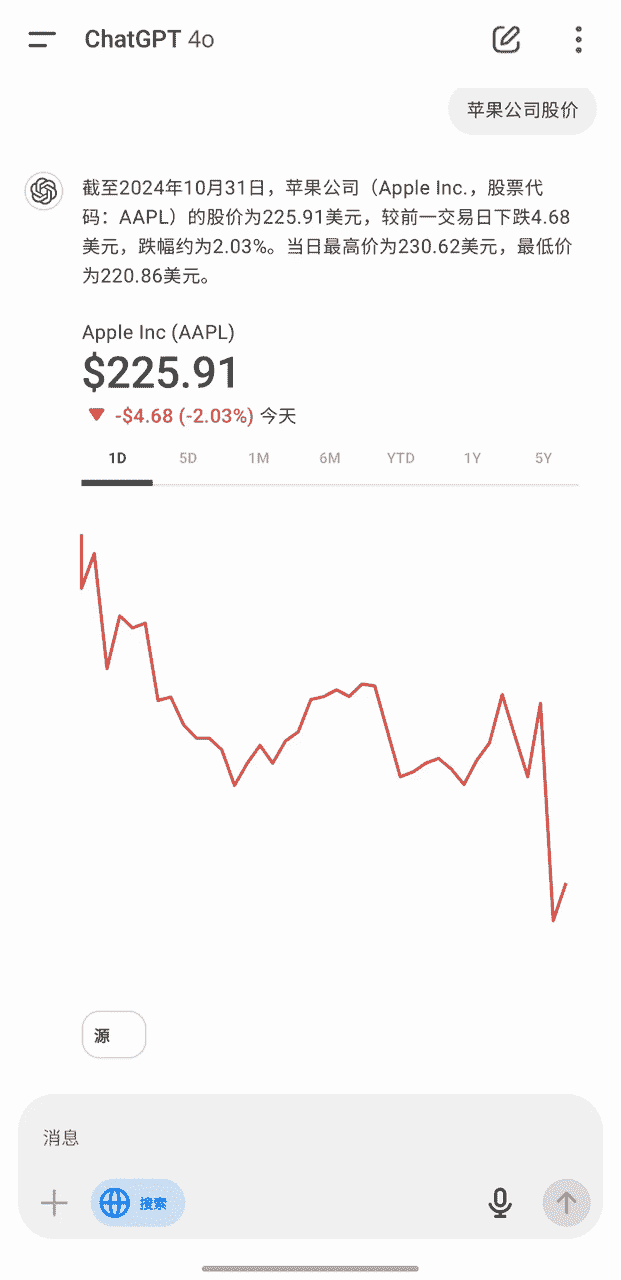 ChatGPT 4o
苹果公司股价
截至2024年10月31日，苹果公司（Apple Inc.，股票代
码：AAPL）的股价为225.91美元，较前一交易日下跌4.68
美元，跌幅约为2.03%。当日最高价为230.62美元，最低价
为220.86美元。
Apple Inc (AAPL)
$225.91
-$4.68 (-2.03%) 今天
1D 5D 1M 6M YTD 1Y 5Y
源
消息
搜索